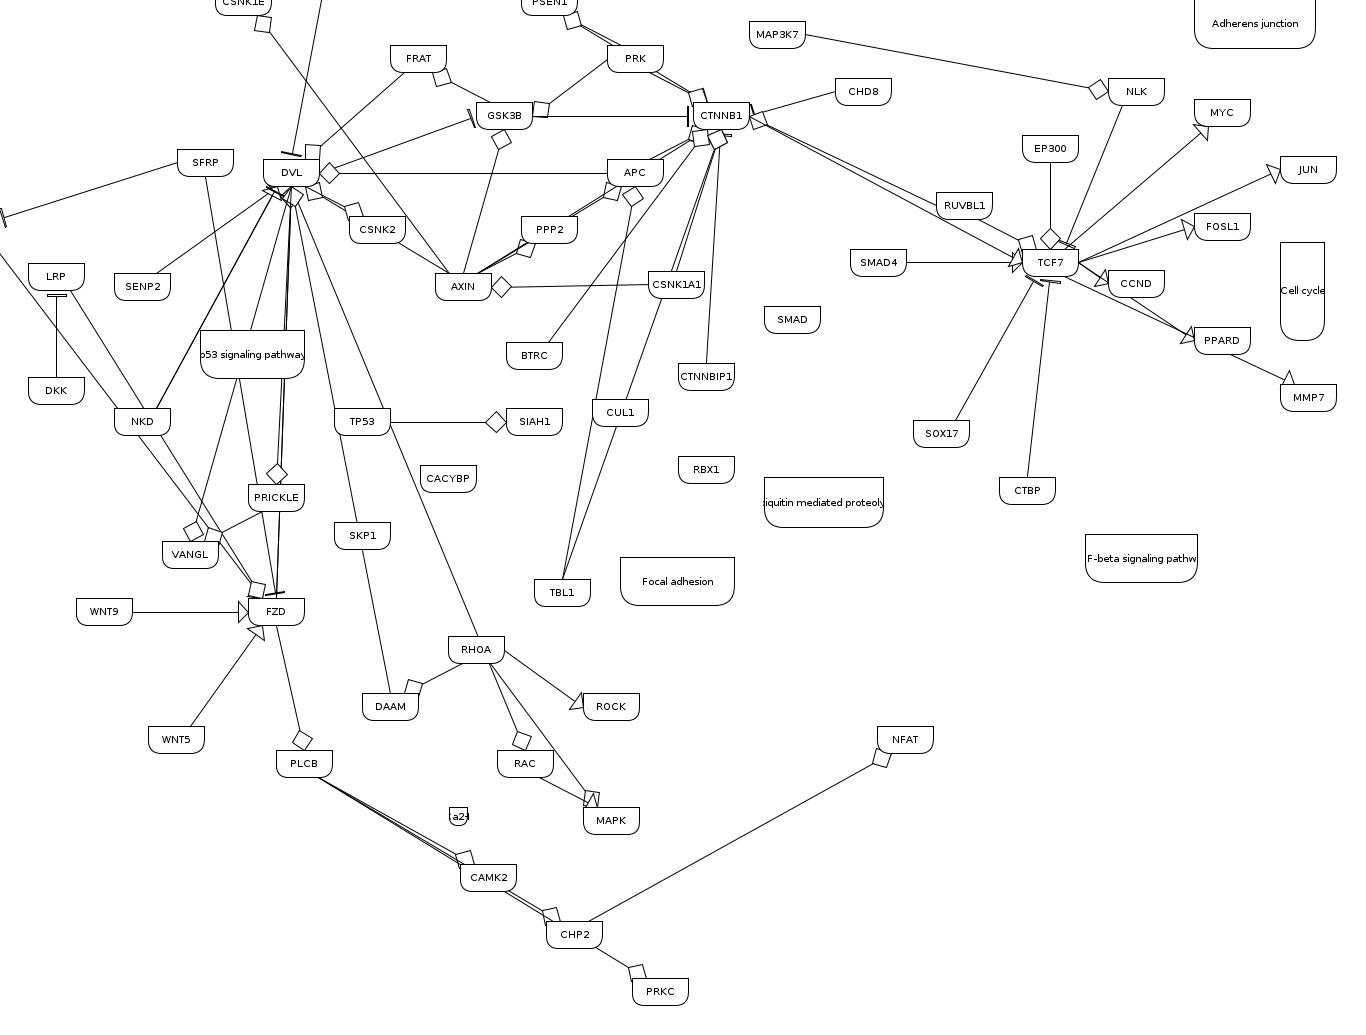 CSNK1E
PSEN1
Adherens junction
MAP3K7
FRAT
PRK
CHD8
NLK
MYC
GSK3B
CTNNB1
EP300
SFRP
DVL
APC
JUN
RUVBL1
CSNK2
PPP2
FOSL1
SMAD4
TCF7
LRP
SENP2
AXIN
CSNK1A1
CCND
Cell cycle
SMAD
p53 signaling pathway
BTRC
PPARD
DKK
CTNNBIP1
MMP7
NKD
TP53
SIAH1
CUL1
SOX17
CACYBP
RBX1
PRICKLE
CTBP
iquitin mediated proteoly
SKP1
VANGL
F-beta signaling pathw
Focal adhesion
TBL1
WNT9
FZD
RHOA
DAAM
ROCK
WNT5
NFAT
PLCB
RAC
a2+
MAPK
CAMK2
CHP2
PRKC